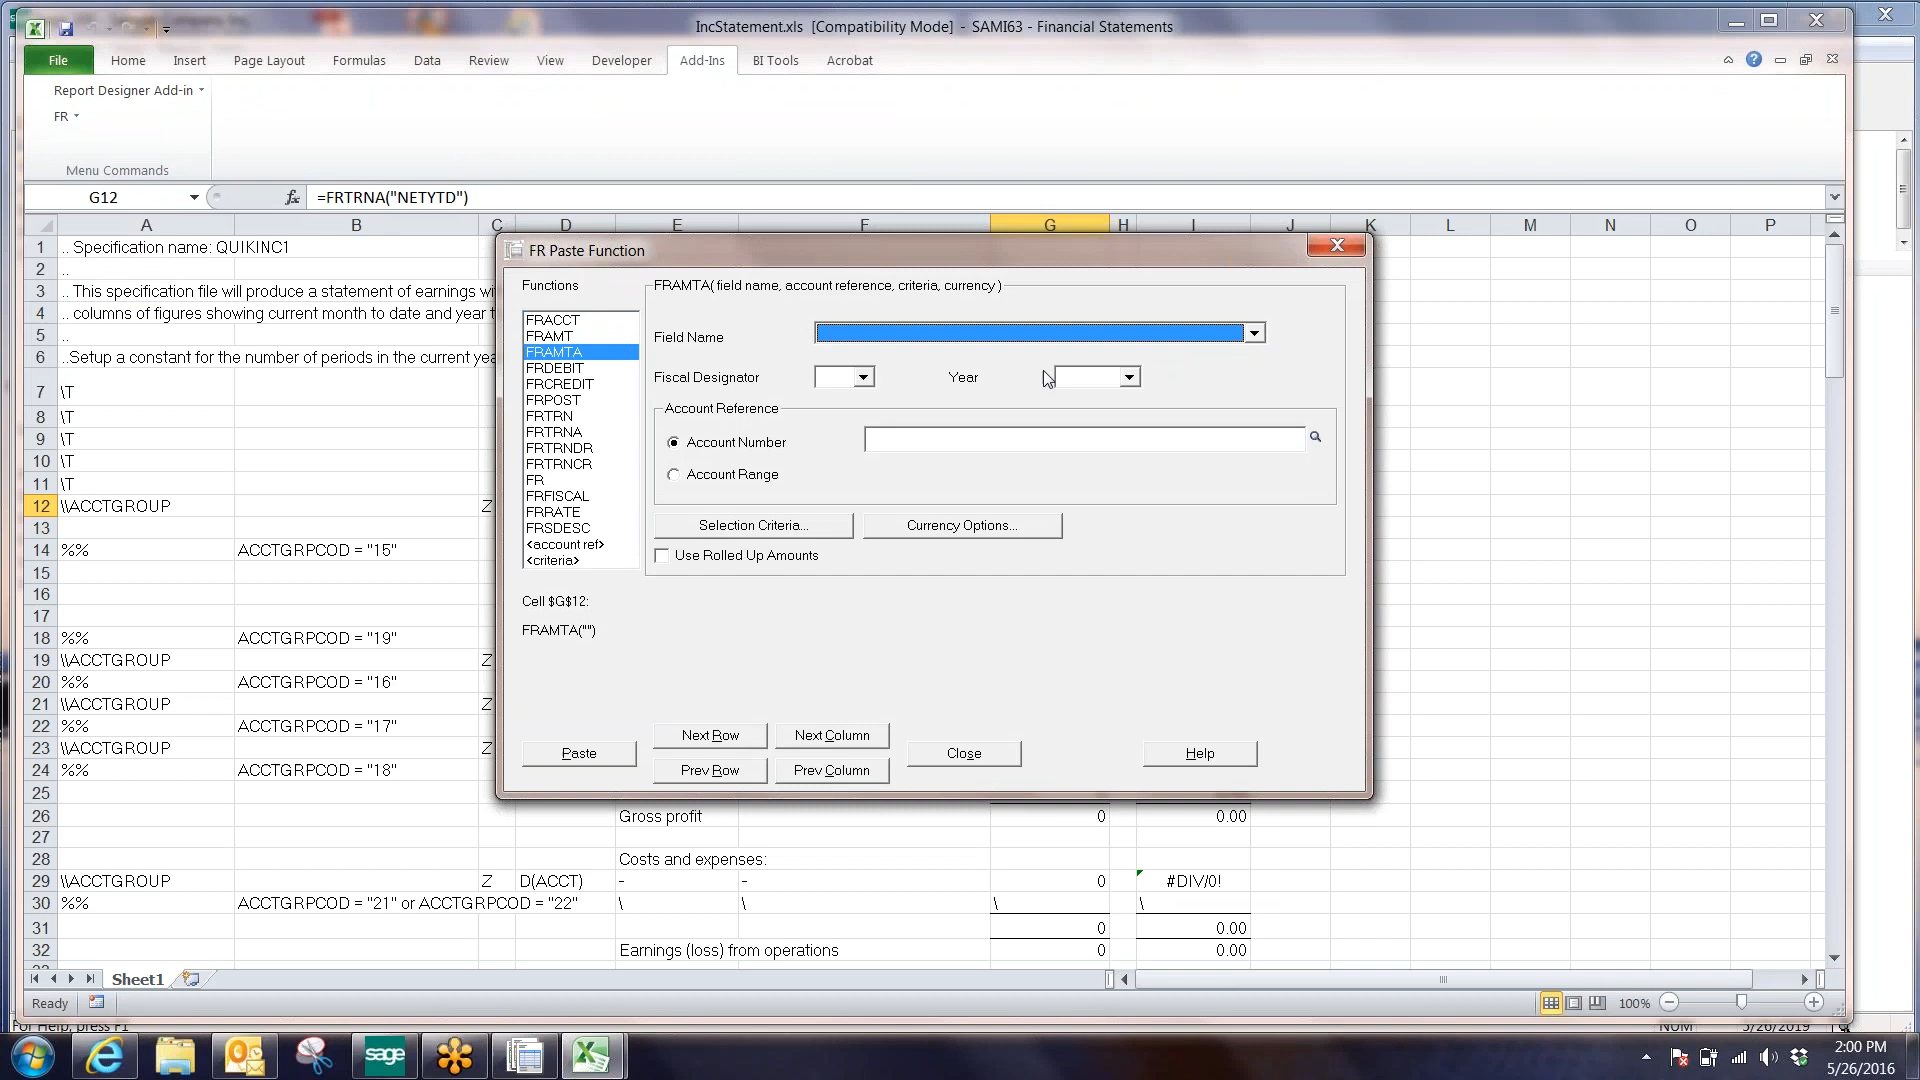 IncStatement.xls [Compatibility Mode] - SAMI63 - Financial Statements
File Home Insert Page Layout Formulas Data Review View Developer Add-Ins BI Tools Acrobat
Report Designer Add-in
FR
Menu Commands
G12 fx =FRTRNA("NETYTD")
A B C D E F G H I J K L M N O P
1 .. Specification name: QUIKINC1
2 ..
3 .. This specification file will produce a statement of earnings wi
4 .. columns of figures showing current month to date and year t
5 ..
6 ..Setup a constant for the number of periods in the current yea
7 \T
8 \T
9 \T
10 \T
11 \T
12 \\ACCTGROUP Z
13
14 %% ACCTGRPCOD = "15"
15
16
17
18 %% ACCTGRPCOD = "19"
19 \\ACCTGROUP Z
20 %% ACCTGRPCOD = "16"
21 \\ACCTGROUP Z
22 %% ACCTGRPCOD = "17"
23 \\ACCTGROUP Z
24 %% ACCTGRPCOD = "18"
25
26 Gross profit 0 0.00
27
28 Costs and expenses:
29 \\ACCTGROUP Z D(ACCT) - - 0 #DIV/0!
30 %% ACCTGRPCOD = "21" or ACCTGRPCOD = "22" \ \ \ \
31 0 0.00
32 Earnings (loss) from operations 0 0.00
FR Paste Function
Functions
FRACCT
FRAMT
FRAMTA
FRDEBIT
FRCREDIT
FRPOST
FRTRN
FRTRNA
FRTRNDR
FRTRNCR
FR
FRFISCAL
FRRATE
FRSDESC
<account ref>
<criteria>
FRAMTA( field name, account reference, criteria, currency )
Field Name
Fiscal Designator Year
Account Reference
Account Number
Account Range
Selection Criteria... Currency Options...
Use Rolled Up Amounts
Cell $G$12:
FRAMTA("")
Next Row Next Column
Paste Close Help
Prev Row Prev Column
Sheet1
Ready 100%
For Help, press F1 NUM 5/26/2019
sage
2:00 PM
5/26/2016